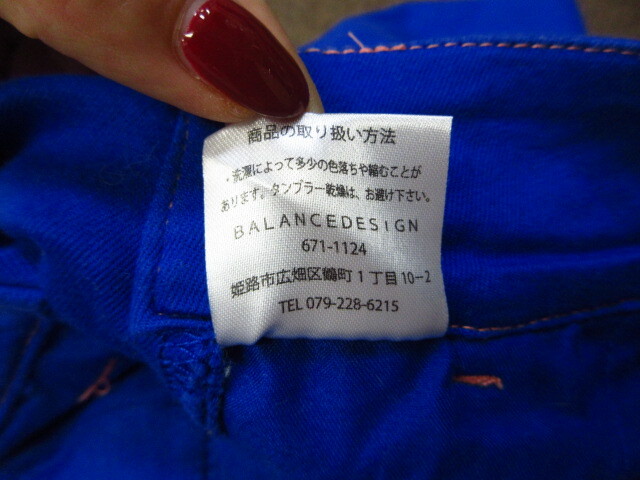 商品の取り扱い方法
・洗濯によって多少の色落ちや縮むことが
あります。タンブラー乾燥は、お避け下さい。
BALANCEDESIGN
671-1124
姫路市広畑区鶴町1丁目10-2
TEL 079-228-6215